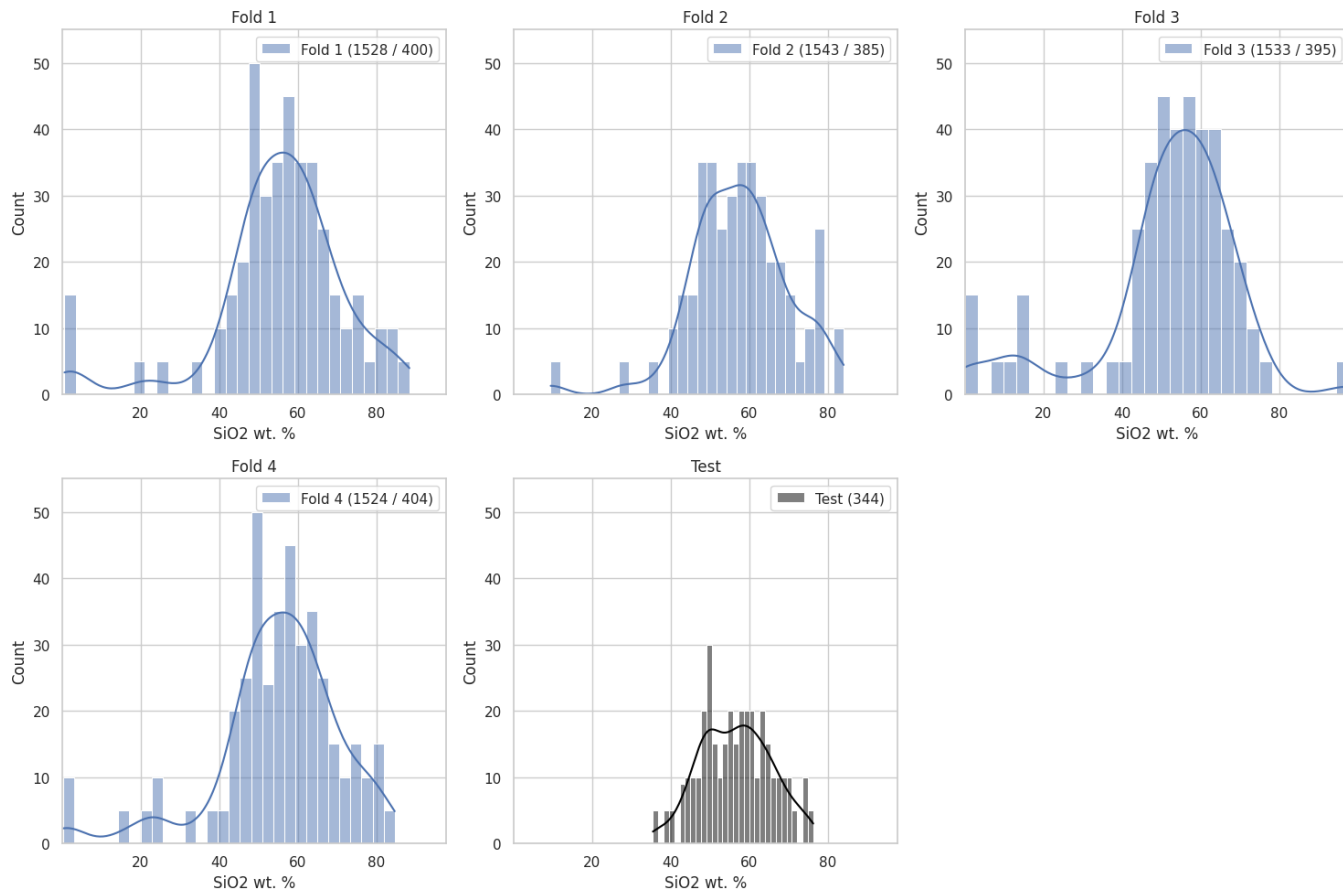 Fold 1
Fold 1 (1528 / 400)
50
40
30
20
10
0
Count
20
40
60
80
SiO2 wt. %
Fold 2
Fold 2 (1543 / 385)
50
40
30
20
10
0
Count
20
40
60
80
SiO2 wt. %
Fold 3
Fold 3 (1533 / 395)
50
40
30
20
10
0
Count
20
40
60
80
SiO2 wt. %
Fold 4
Fold 4 (1524 / 404)
50
40
30
20
10
0
Count
20
40
60
80
SiO2 wt. %
Test
Test (344)
50
40
30
20
10
0
Count
20
40
60
80
SiO2 wt. %